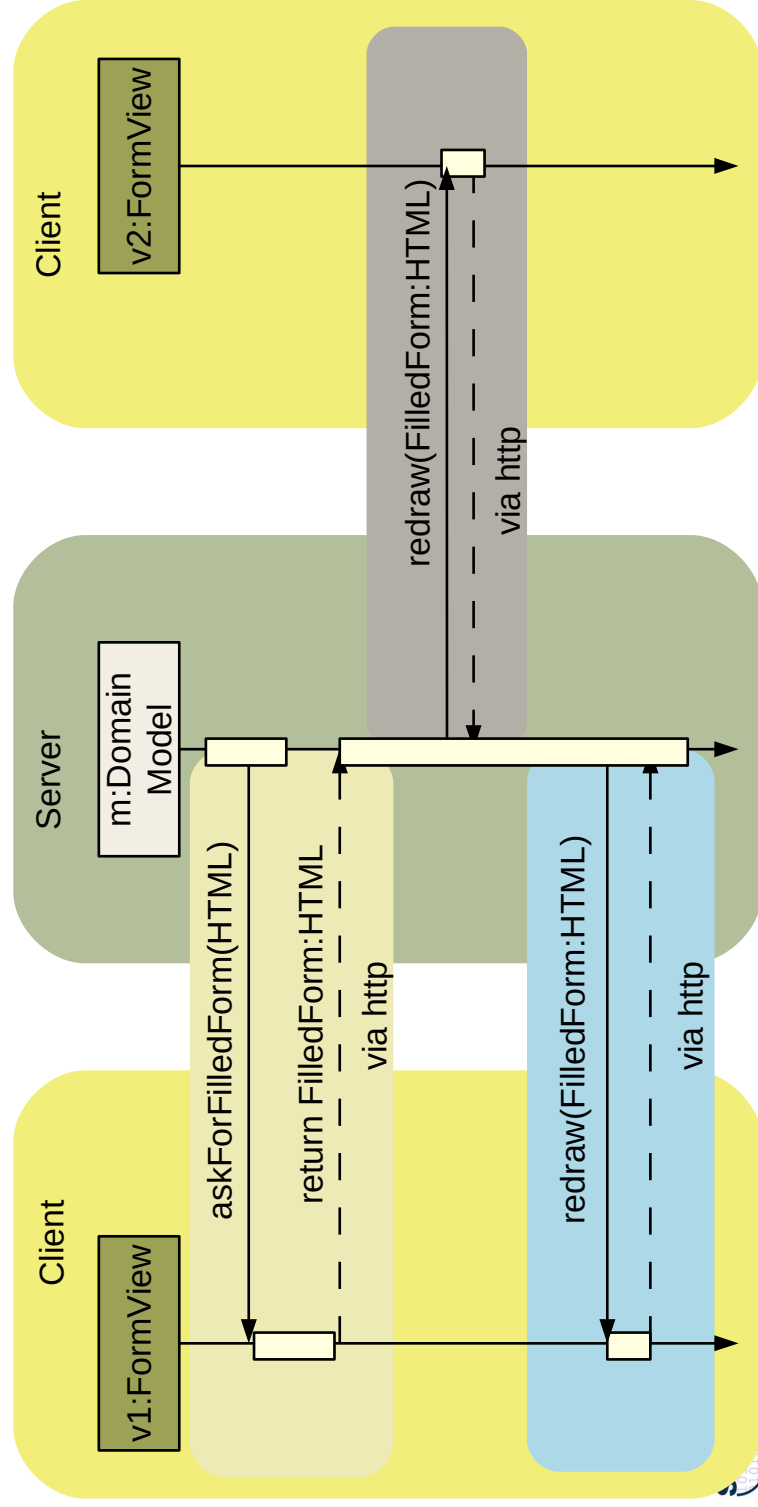 Client
Server
Client
v1:FormView
m:Domain
Model
v2:FormView
askForFilledForm(HTML)
return FilledForm:HTML
via http
redraw(FilledForm:HTML)
via http
redraw(FilledForm:HTML)
via http